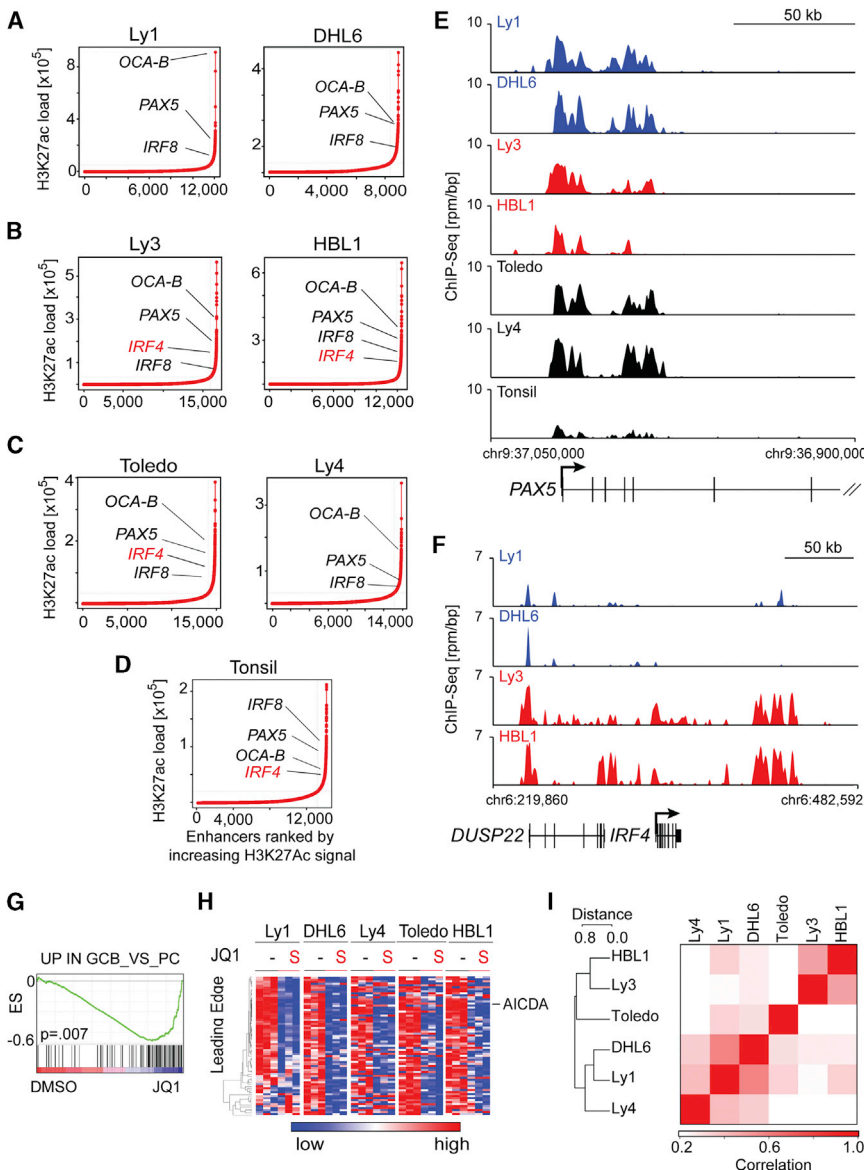 A
Ly1
DHL6
H3K27ac load [x10⁵]
8
4
0
OCA-B
PAX5
IRF8
6,000
12,000
4
2
0
OCA-B
PAX5
IRF8
0
4,000
8,000
B
Ly3
HBL1
H3K27ac load [x10⁵]
5
3
1
OCA-B
PAX5
IRF4
IRF8
0
5,000
15,000
6
3
0
OCA-B
PAX5
IRF8
IRF4
0
6,000
12,000
C
Toledo
Ly4
H3K27ac load [x10⁵]
4
2
0
OCA-B
PAX5
IRF4
IRF8
5,000
15,000
3
1
0
OCA-B
PAX5
IRF8
0
6,000
14,000
D
Tonsil
H3K27ac load [x10⁵]
2
1
0
IRF8
PAX5
OCA-B
IRF4
4,000
12,000
Enhancers ranked by
increasing H3K27Ac signal
E
50 kb
ChIP-Seq [rpm/bp]
10 Ly1
10 DHL6
10 Ly3
10 HBL1
10 Toledo
10 Ly4
10 Tonsil
chr9:37,050,000
chr9:36,900,000
PAX5
F
50 kb
ChIP-Seq [rpm/bp]
7 Ly1
7 DHL6
7 Ly3
7 HBL1
chr6:219,860
chr6:482,592
DUSP22
IRF4
G
UP IN GCB_VS_PC
ES
0
-0.6
p=.007
DMSO
JQ1
H
Ly1 DHL6 Ly4 Toledo HBL1
JQ1 - S - S - S - S - S
Leading Edge
AICDA
low
high
I
Distance
0.8 0.0
Ly4
Ly1
DHL6
Toledo
Ly3
HBL1
HBL1
Ly3
Toledo
DHL6
Ly1
Ly4
0.2 0.6 1.0
Correlation